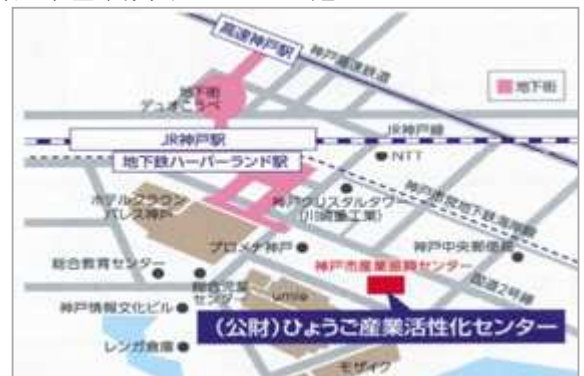 高速神戸駅
神戸高速鉄道
地下街
デュオこうべ
地下街
JR神戸駅
JR神戸線
地下鉄ハーバーランド駅
NTT
ホテルクラウン
パレス神戸
神戸クリスタルタワー
(川崎重工業)
神戸市営地下鉄海岸線
プロメナ神戸
神戸中央郵便局
総合教育センター
神戸市産業振興センター
国道2号線
センター
umie
神戸情報文化ビル
(公財)ひょうご産業活性化センター
レンガ倉庫
モザイク